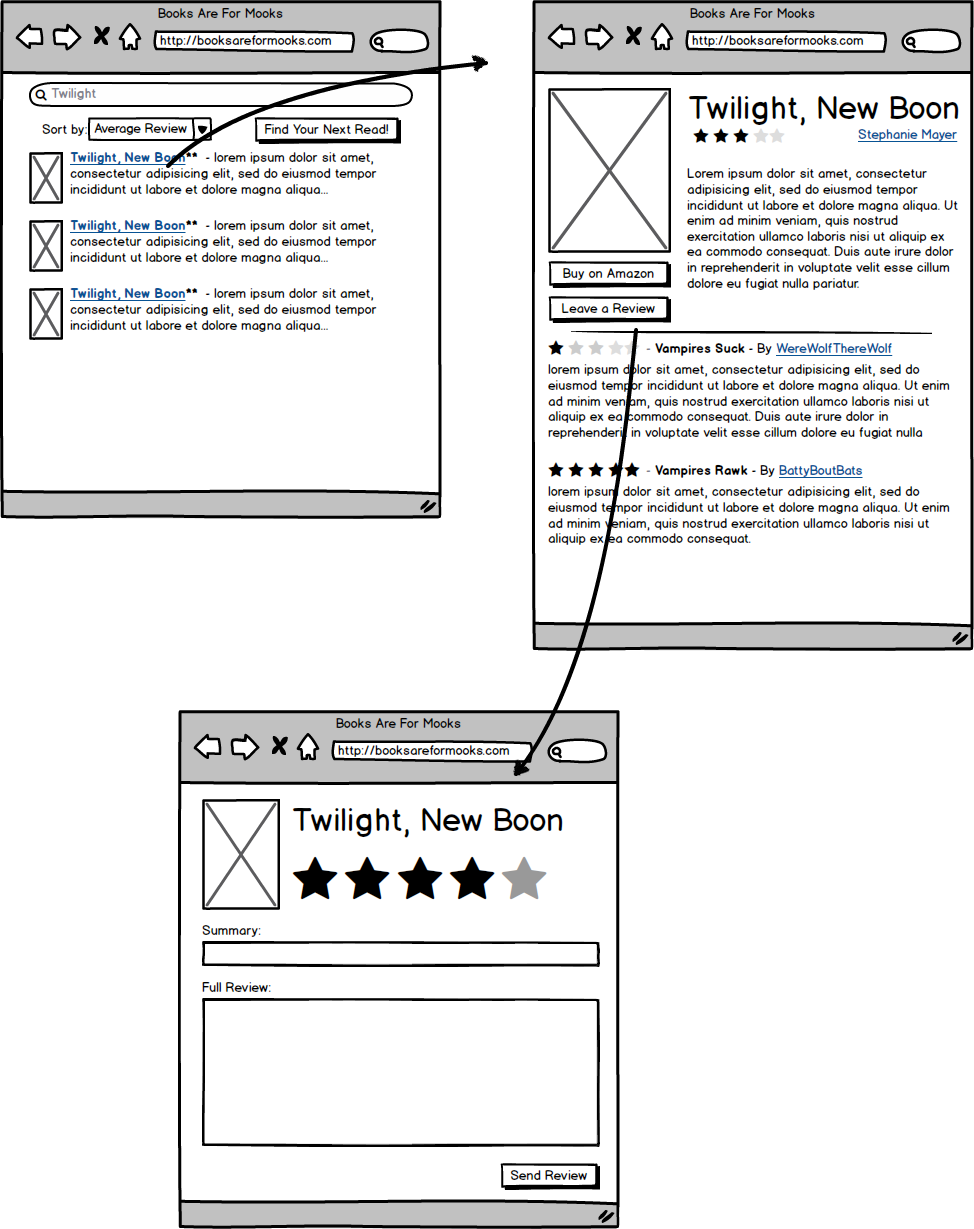 Books Are For Mooks
http://booksareformooks.com
Twilight
Sort by: Average Review
Find Your Next Read!
Twilight, New Boon** - lorem ipsum dolor sit amet,
consectetur adipisicing elit, sed do eiusmod tempor
incididunt ut labore et dolore magna aliqua...
Twilight, New Boon** - lorem ipsum dolor sit amet,
consectetur adipisicing elit, sed do eiusmod tempor
incididunt ut labore et dolore magna aliqua...
Twilight, New Boon** - lorem ipsum dolor sit amet,
consectetur adipisicing elit, sed do eiusmod tempor
incididunt ut labore et dolore magna aliqua...
Books Are For Mooks
http://booksareformooks.com
Twilight, New Boon
Stephanie Mayer
Lorem ipsum dolor sit amet, consectetur
adipisicing elit, sed do eiusmod tempor
incididunt ut labore et dolore magna aliqua. Ut
enim ad minim veniam, quis nostrud
exercitation ullamco laboris nisi ut aliquip ex
ea commodo consequat. Duis aute irure dolor
in reprehenderit in voluptate velit esse cillum
dolore eu fugiat nulla pariatur.
Buy on Amazon
Leave a Review
- Vampires Suck - By WereWolfThereWolf
lorem ipsum dolor sit amet, consectetur adipisicing elit, sed do
eiusmod tempor incididunt ut labore et dolore magna aliqua. Ut enim
ad minim veniam, quis nostrud exercitation ullamco laboris nisi ut
aliquip ex ea commodo consequat. Duis aute irure dolor in
reprehenderit in voluptate velit esse cillum dolore eu fugiat nulla
- Vampires Rawk - By BattyBoutBats
lorem ipsum dolor sit amet, consectetur adipisicing elit, sed do
eiusmod tempor incididunt ut labore et dolore magna aliqua. Ut enim
ad minim veniam, quis nostrud exercitation ullamco laboris nisi ut
aliquip ex ea commodo consequat.
Books Are For Mooks
http://booksareformooks.com
Twilight, New Boon
Summary:
Full Review:
Send Review